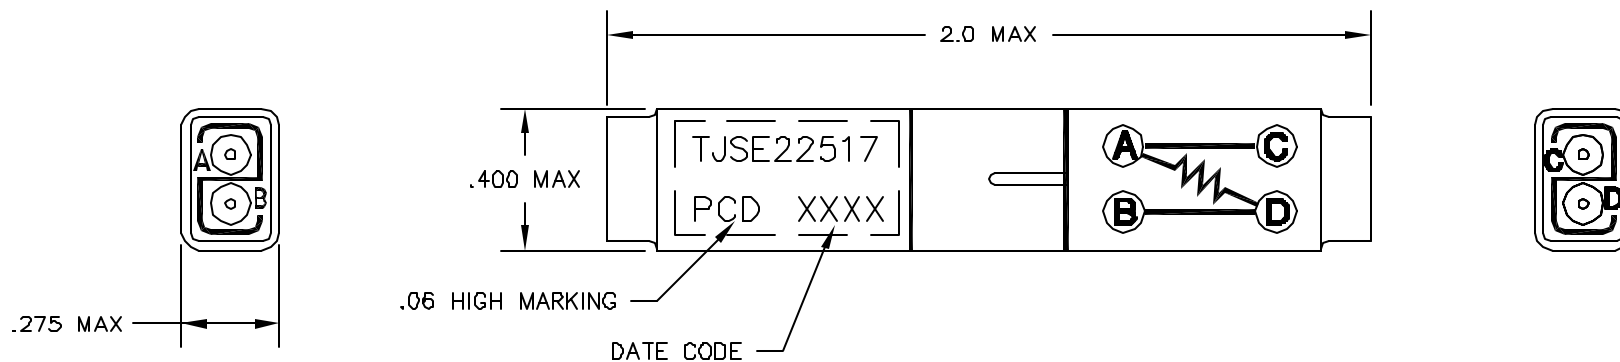 2.0 MAX
A
B
.400 MAX
TJSE22517
PCD XXXX
A
C
B
D
C
D
.06 HIGH MARKING
.275 MAX
DATE CODE